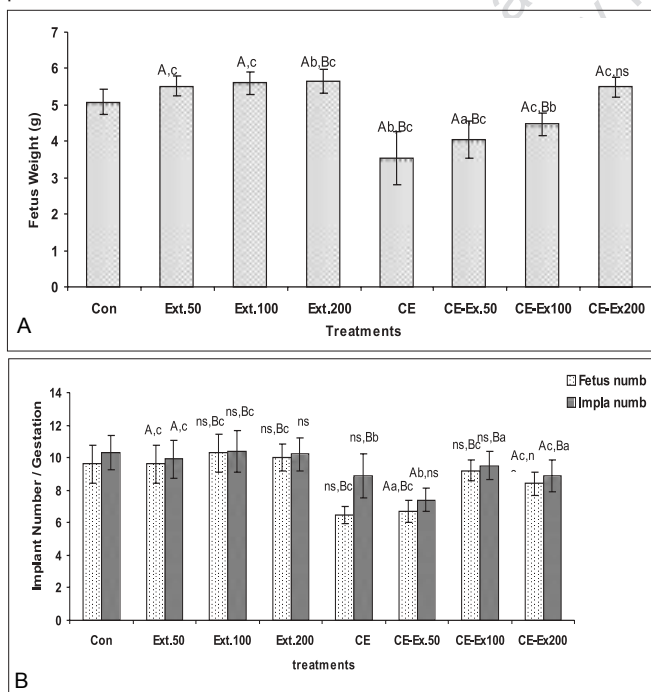 7
6
5
4
3
2
1
0
Fetus Weight (g)
A,c
A,c
Ab,Bc
Ab,Bc
Aa,Bc
Ac,Bb
Ac,ns
Con Ext.50 Ext.100 Ext.200 CE CE-Ex.50 CE-Ex100 CE-Ex200
Treatments
A
14
12
10
8
6
4
2
0
Implant Number / Gestation
Fetus numb
Impla numb
A,c A,c
ns,Bc ns,Bc
ns,Bc ns
ns,Bc ns,Bb
Aa,Bc Ab,ns
ns,Bc ns,Ba
Ac,n Ac,Ba
Con Ext.50 Ext.100 Ext.200 CE CE-Ex.50 CE-Ex100 CE-Ex200
treatments
B